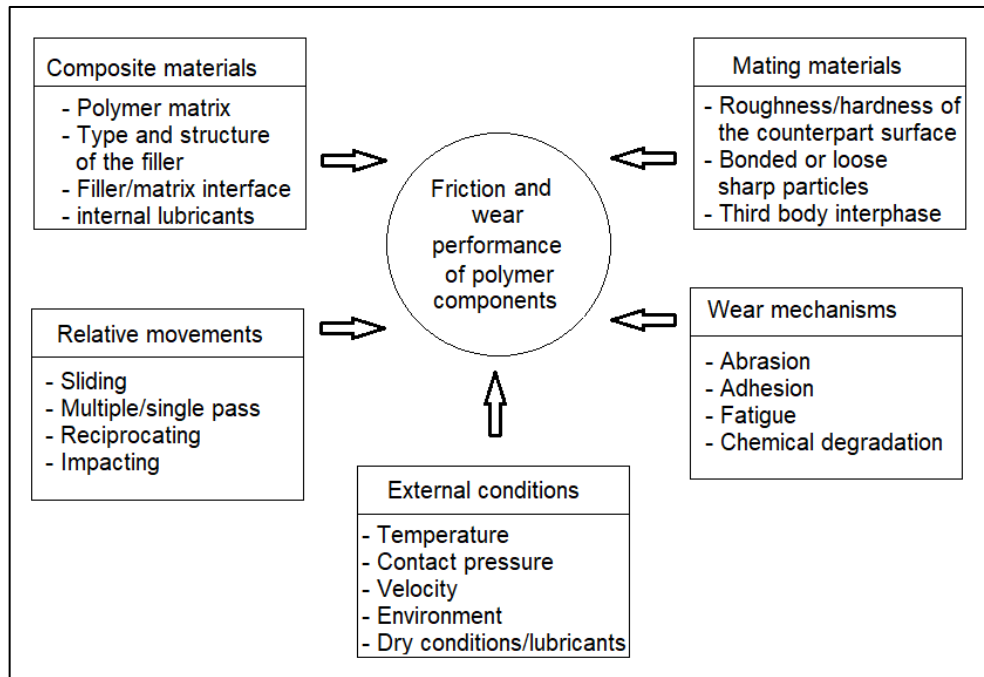 Composite materials
- Polymer matrix
- Type and structure
of the filler
- Filler/matrix interface
- internal lubricants
Mating materials
- Roughness/hardness of
the counterpart surface
- Bonded or loose
sharp particles
- Third body interphase
Friction and
wear
performance
of polymer
components
Relative movements
- Sliding
- Multiple/single pass
- Reciprocating
- Impacting
Wear mechanisms
- Abrasion
- Adhesion
- Fatigue
- Chemical degradation
External conditions
- Temperature
- Contact pressure
- Velocity
- Environment
- Dry conditions/lubricants